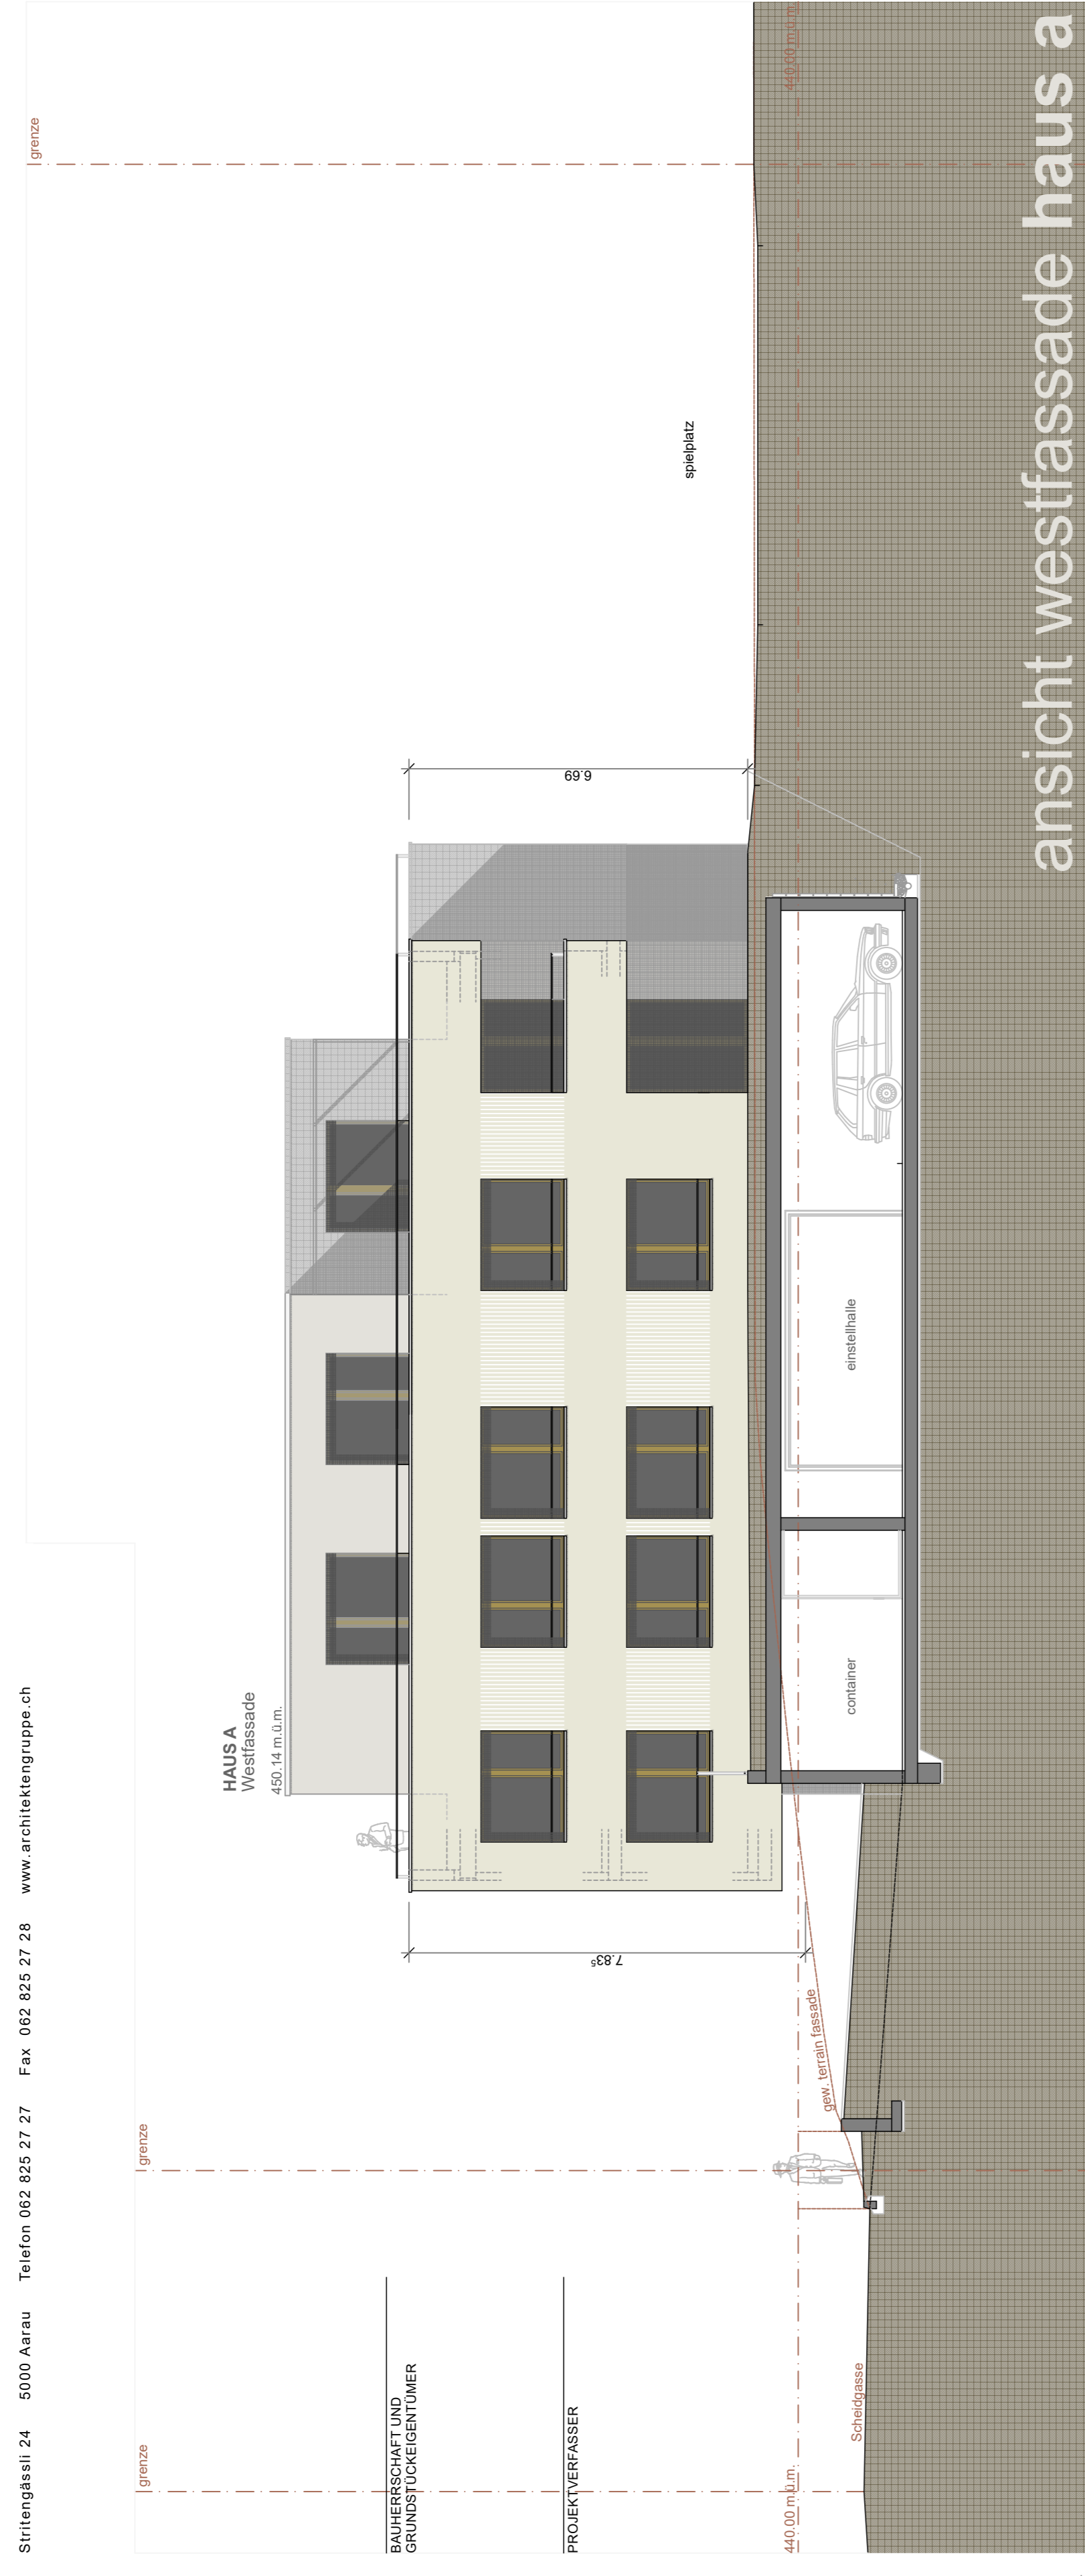 Stritengässli 24 5000 Aarau Telefon 062 825 27 27 Fax 062 825 27 28 www.architektengruppe.ch
grenze
grenze
grenze
HAUS A
Westfassade
450.14 m.ü.m.
BAUHERRSCHAFT UND
GRUNDSTÜCKEIGENTÜMER
PROJEKTVERFASSER
7.83⁵
6.69
spielplatz
440.00 m.ü.m.
440.00 m.ü.m.
gew. terrain fassade
Scheidgasse
container
einstellhalle
ansicht westfassade haus a